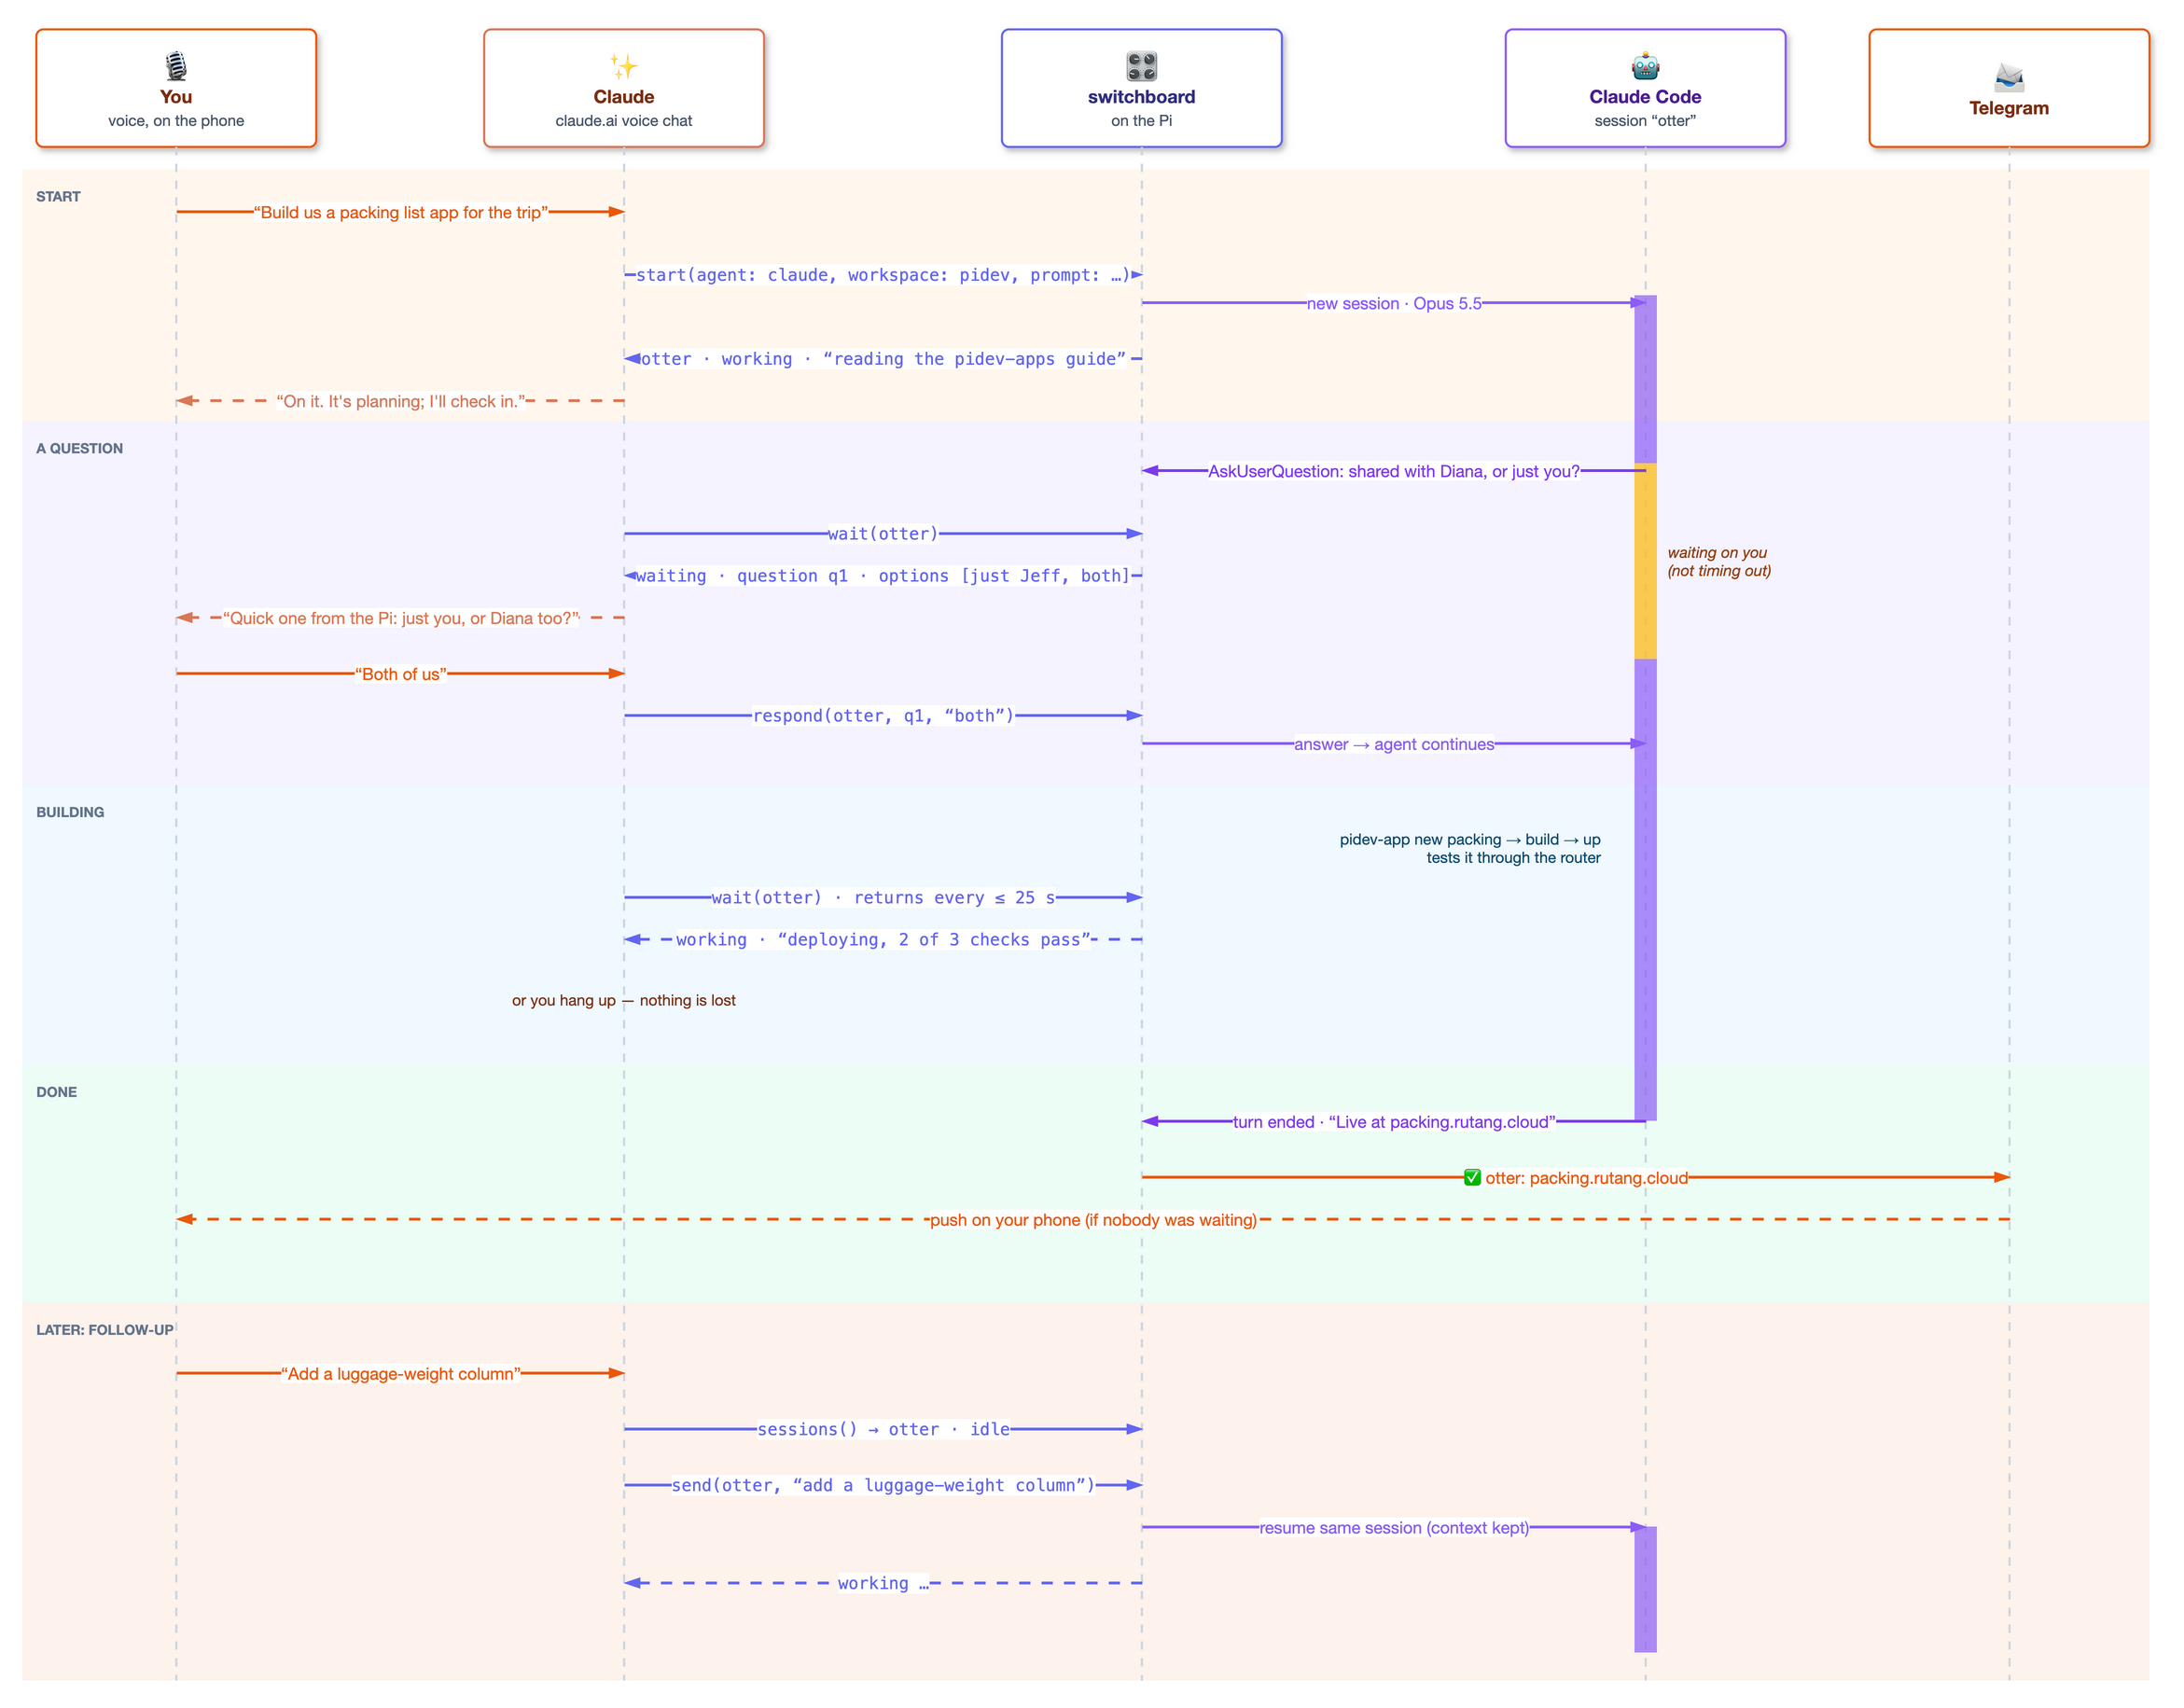 You
voice, on the phone
Claude
claude.ai voice chat
switchboard
on the Pi
Claude Code
session “otter”
Telegram
START
“Build us a packing list app for the trip”
start(agent: claude, workspace: pidev, prompt: …)
new session · Opus 5.5
otter · working · “reading the pidev-apps guide”
“On it. It's planning; I'll check in.”
A QUESTION
AskUserQuestion: shared with Diana, or just you?
wait(otter)
waiting on you
(not timing out)
waiting · question q1 · options [just Jeff, both]
“Quick one from the Pi: just you, or Diana too?”
“Both of us”
respond(otter, q1, “both”)
answer → agent continues
BUILDING
pidev-app new packing → build → up
tests it through the router
wait(otter) · returns every ≤ 25 s
working · “deploying, 2 of 3 checks pass”
or you hang up — nothing is lost
DONE
turn ended · “Live at packing.rutang.cloud”
✅ otter: packing.rutang.cloud
push on your phone (if nobody was waiting)
LATER: FOLLOW-UP
“Add a luggage-weight column”
sessions() → otter · idle
send(otter, “add a luggage-weight column”)
resume same session (context kept)
working …